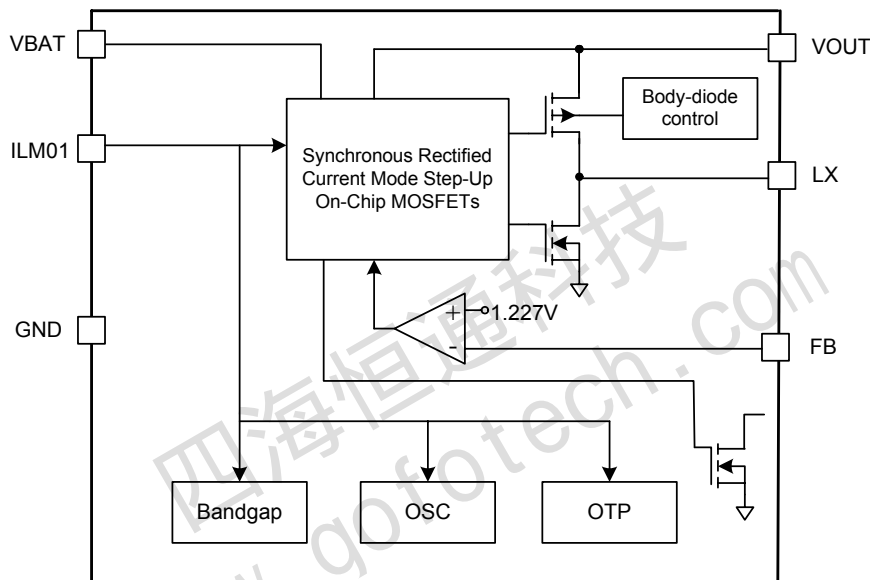 VBAT
VOUT
Body-diode
control
ILM01
Synchronous Rectified
Current Mode Step-Up
On-Chip MOSFETs
LX
+
1.227V
GND
-
FB
Bandgap
OSC
OTP
四海恒通科技
www.gofotech.com